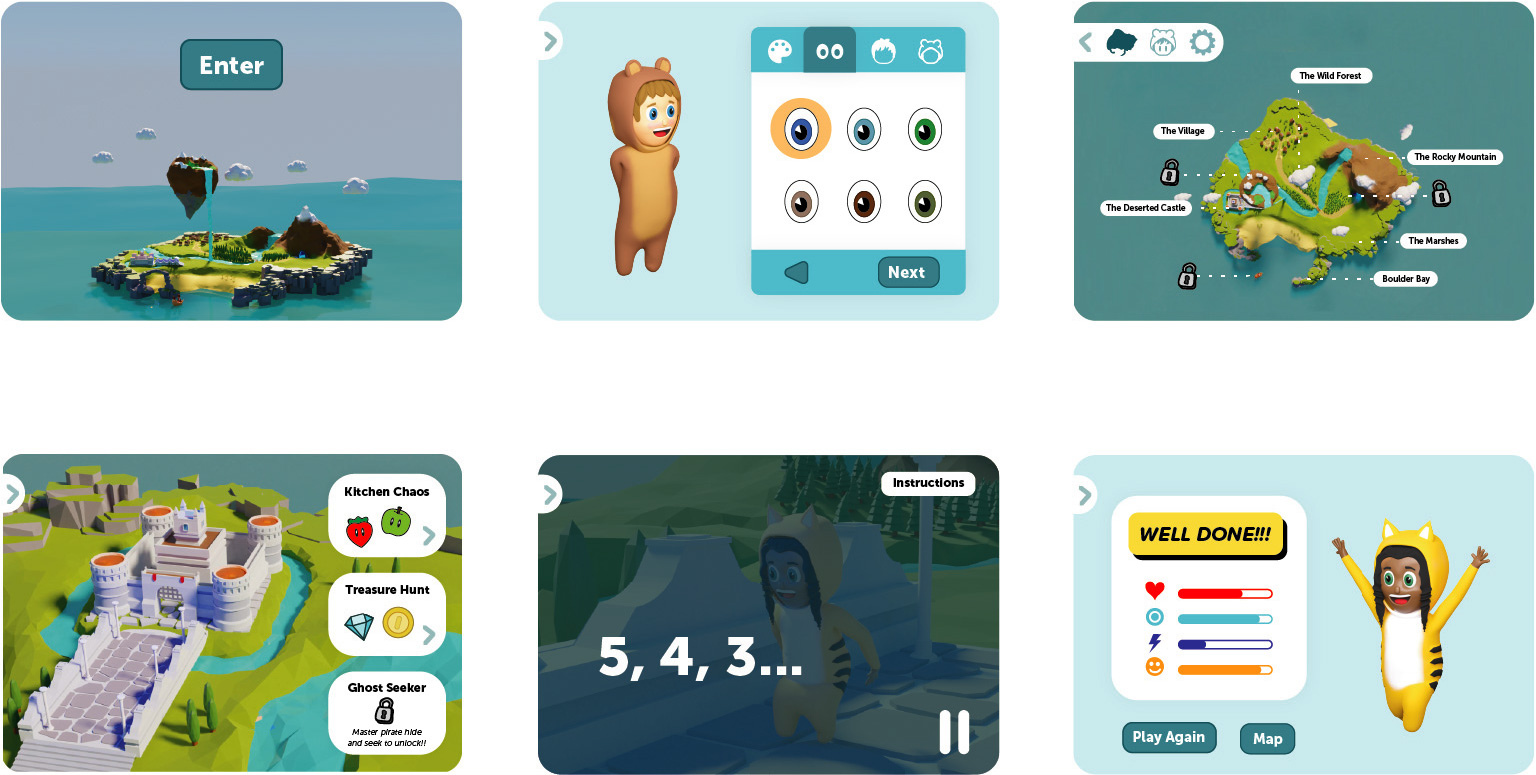 Enter
Next
The Wild Forest
The Village
The Rocky Mountain
The Deserted Castle
The Marshes
Boulder Bay
Kitchen Chaos
Treasure Hunt
Ghost Seeker
Master pirate hide
and seek to unlock!!
Instructions
5, 4, 3...
WELL DONE!!!
Play Again
Map